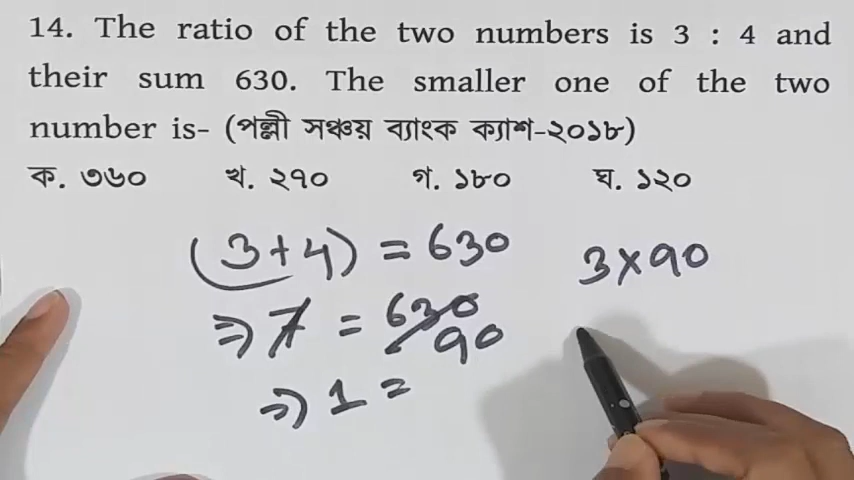 14. The ratio of the two numbers is 3 : 4 and
their sum 630. The smaller one of the two
number is- (পল্লী সঞ্চয় ব্যাংক ক্যাশ-২০১৮)
ক. ৩৬০ খ. ২৭০ গ. ১৮০ ঘ. ১২০
(3+4) = 630 3×90
⇒ 7 = 630
90
⇒ 1 =